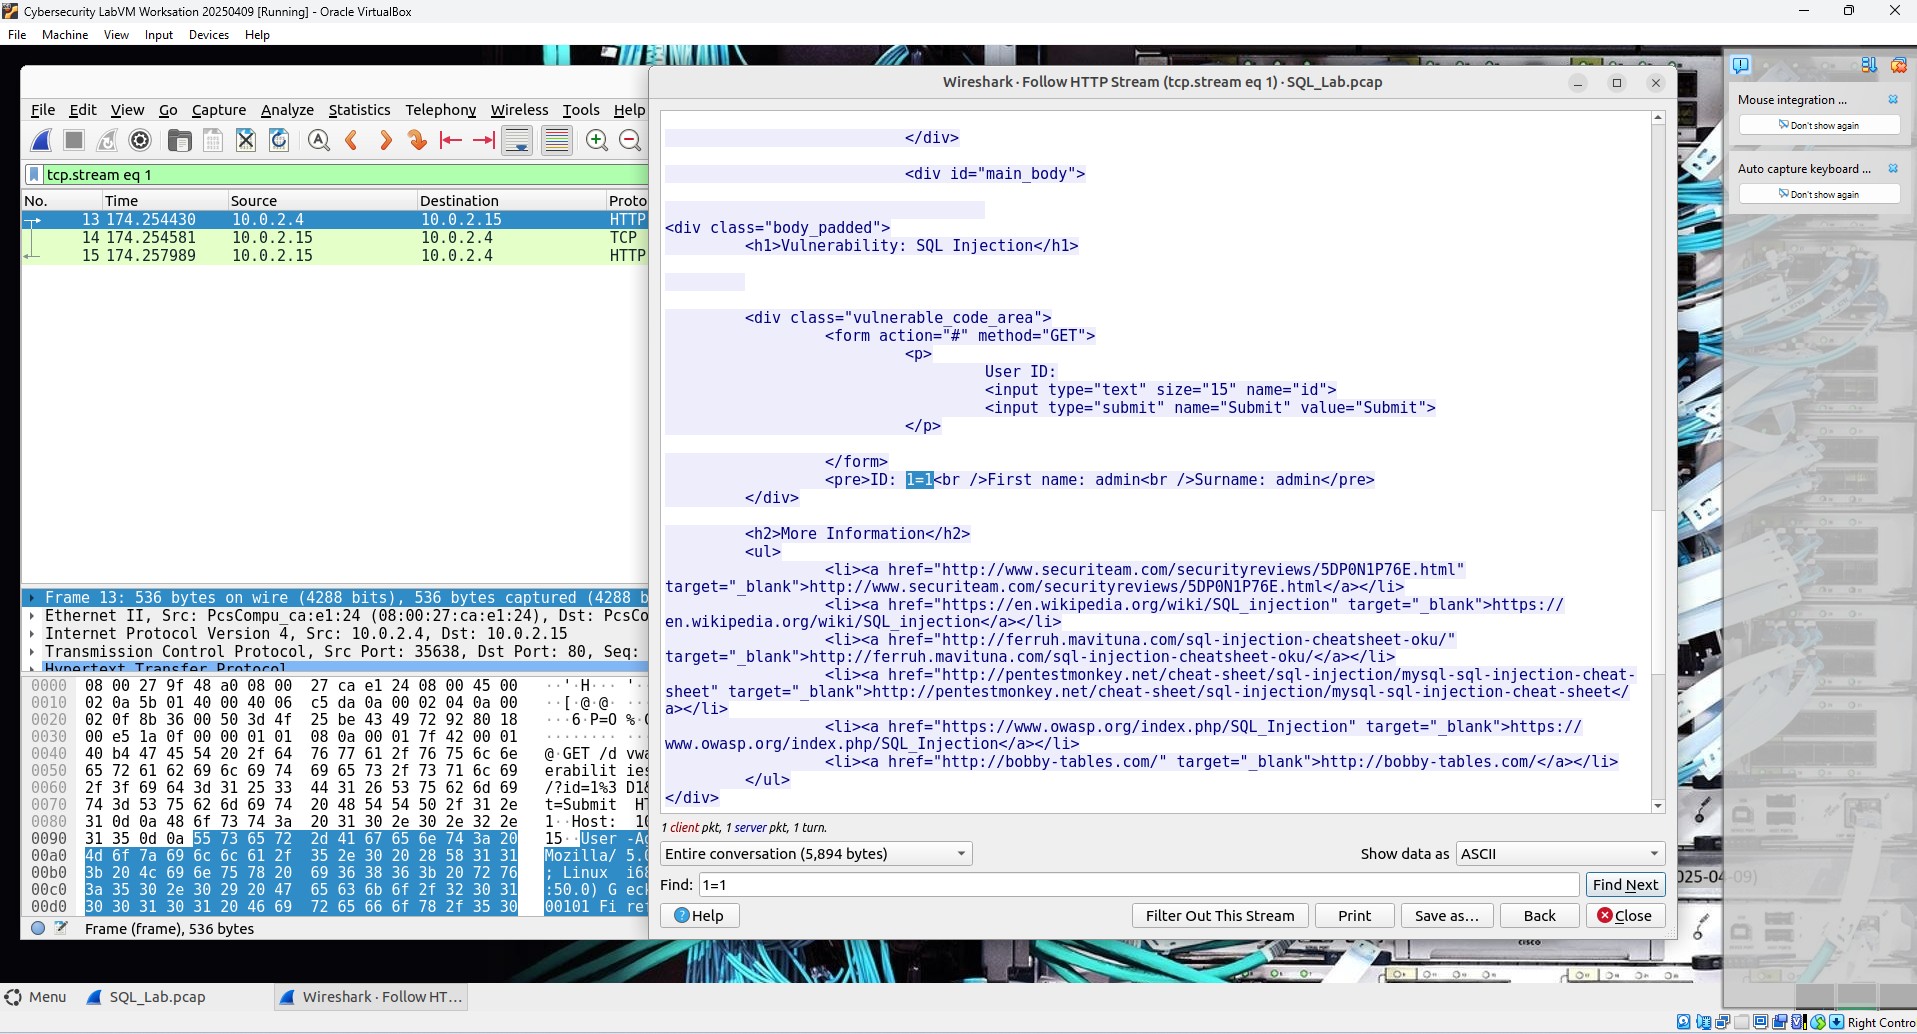 Cybersecurity LabVM Worksation 20250409 [Running] - Oracle VirtualBox
File Machine View Input Devices Help
Wireshark · Follow HTTP Stream (tcp.stream eq 1) · SQL_Lab.pcap
File Edit View Go Capture Analyze Statistics Telephony Wireless Tools Help
tcp.stream eq 1
No. Time Source Destination Proto
13 174.254430 10.0.2.4 10.0.2.15 HTTP
14 174.254581 10.0.2.15 10.0.2.4 TCP
15 174.257989 10.0.2.15 10.0.2.4 HTTP
Frame 13: 536 bytes on wire (4288 bits), 536 bytes captured (4288 b
Ethernet II, Src: PcsCompu_ca:e1:24 (08:00:27:ca:e1:24), Dst: PcsCo
Internet Protocol Version 4, Src: 10.0.2.4, Dst: 10.0.2.15
Transmission Control Protocol, Src Port: 35638, Dst Port: 80, Seq:
Hypertext Transfer Protocol
0000 08 00 27 9f 48 a0 08 00 27 ca e1 24 08 00 45 00 ··'·H··· '·
0010 02 0a 5b 01 40 00 40 06 c5 da 0a 00 02 04 0a 00 ··[·@·@·
0020 02 0f 8b 36 00 50 3d 4f 25 be 43 49 72 92 80 18 ···6·P=O %·C
0030 00 e5 1a 0f 00 00 01 01 08 0a 00 01 7f 42 00 01
0040 40 b4 47 45 54 20 2f 64 76 77 61 2f 76 75 6c 6e @·GET /d vwa
0050 65 72 61 62 69 6c 69 74 69 65 73 2f 73 71 6c 69 erabilit ies
0060 2f 3f 69 64 3d 31 25 33 44 31 26 53 75 62 6d 69 /?id=1%3 D1&
0070 74 3d 53 75 62 6d 69 74 20 48 54 54 50 2f 31 2e t=Submit HT
0080 31 0d 0a 48 6f 73 74 3a 20 31 30 2e 30 2e 32 2e 1··Host: 10
0090 31 35 0d 0a 55 73 65 72 2d 41 67 65 6e 74 3a 20 15··User -Ag
00a0 4d 6f 7a 69 6c 6c 61 2f 35 2e 30 20 28 58 31 31 Mozilla/ 5.0
00b0 3b 20 4c 69 6e 75 78 20 69 36 38 36 3b 20 72 76 ; Linux i68
00c0 3a 35 30 2e 30 29 20 47 65 63 6b 6f 2f 32 30 31 :50.0) G eck
00d0 30 30 31 30 31 20 46 69 72 65 66 6f 78 2f 35 30 00101 Fi ref
Frame (frame), 536 bytes
</div>
<div id="main_body">
<div class="body_padded">
<h1>Vulnerability: SQL Injection</h1>
<div class="vulnerable_code_area">
<form action="#" method="GET">
<p>
User ID:
<input type="text" size="15" name="id">
<input type="submit" name="Submit" value="Submit">
</p>
</form>
<pre>ID: 1=1<br />First name: admin<br />Surname: admin</pre>
</div>
<h2>More Information</h2>
<ul>
<li><a href="http://www.securiteam.com/securityreviews/5DP0N1P76E.html"
target="_blank">http://www.securiteam.com/securityreviews/5DP0N1P76E.html</a></li>
<li><a href="https://en.wikipedia.org/wiki/SQL_injection" target="_blank">https://
en.wikipedia.org/wiki/SQL_injection</a></li>
<li><a href="http://ferruh.mavituna.com/sql-injection-cheatsheet-oku/"
target="_blank">http://ferruh.mavituna.com/sql-injection-cheatsheet-oku/</a></li>
<li><a href="http://pentestmonkey.net/cheat-sheet/sql-injection/mysql-sql-injection-cheat-
sheet" target="_blank">http://pentestmonkey.net/cheat-sheet/sql-injection/mysql-sql-injection-cheat-sheet</
a></li>
<li><a href="https://www.owasp.org/index.php/SQL_Injection" target="_blank">https://
www.owasp.org/index.php/SQL_Injection</a></li>
<li><a href="http://bobby-tables.com/" target="_blank">http://bobby-tables.com/</a></li>
</ul>
</div>
1 client pkt, 1 server pkt, 1 turn.
Entire conversation (5,894 bytes) Show data as ASCII
Find: 1=1 Find Next
Help Filter Out This Stream Print Save as… Back Close
Mouse integration ...
Don't show again
Auto capture keyboard ...
Don't show again
025-04-09)
cisco
Menu SQL_Lab.pcap Wireshark · Follow HT…
Right Contro